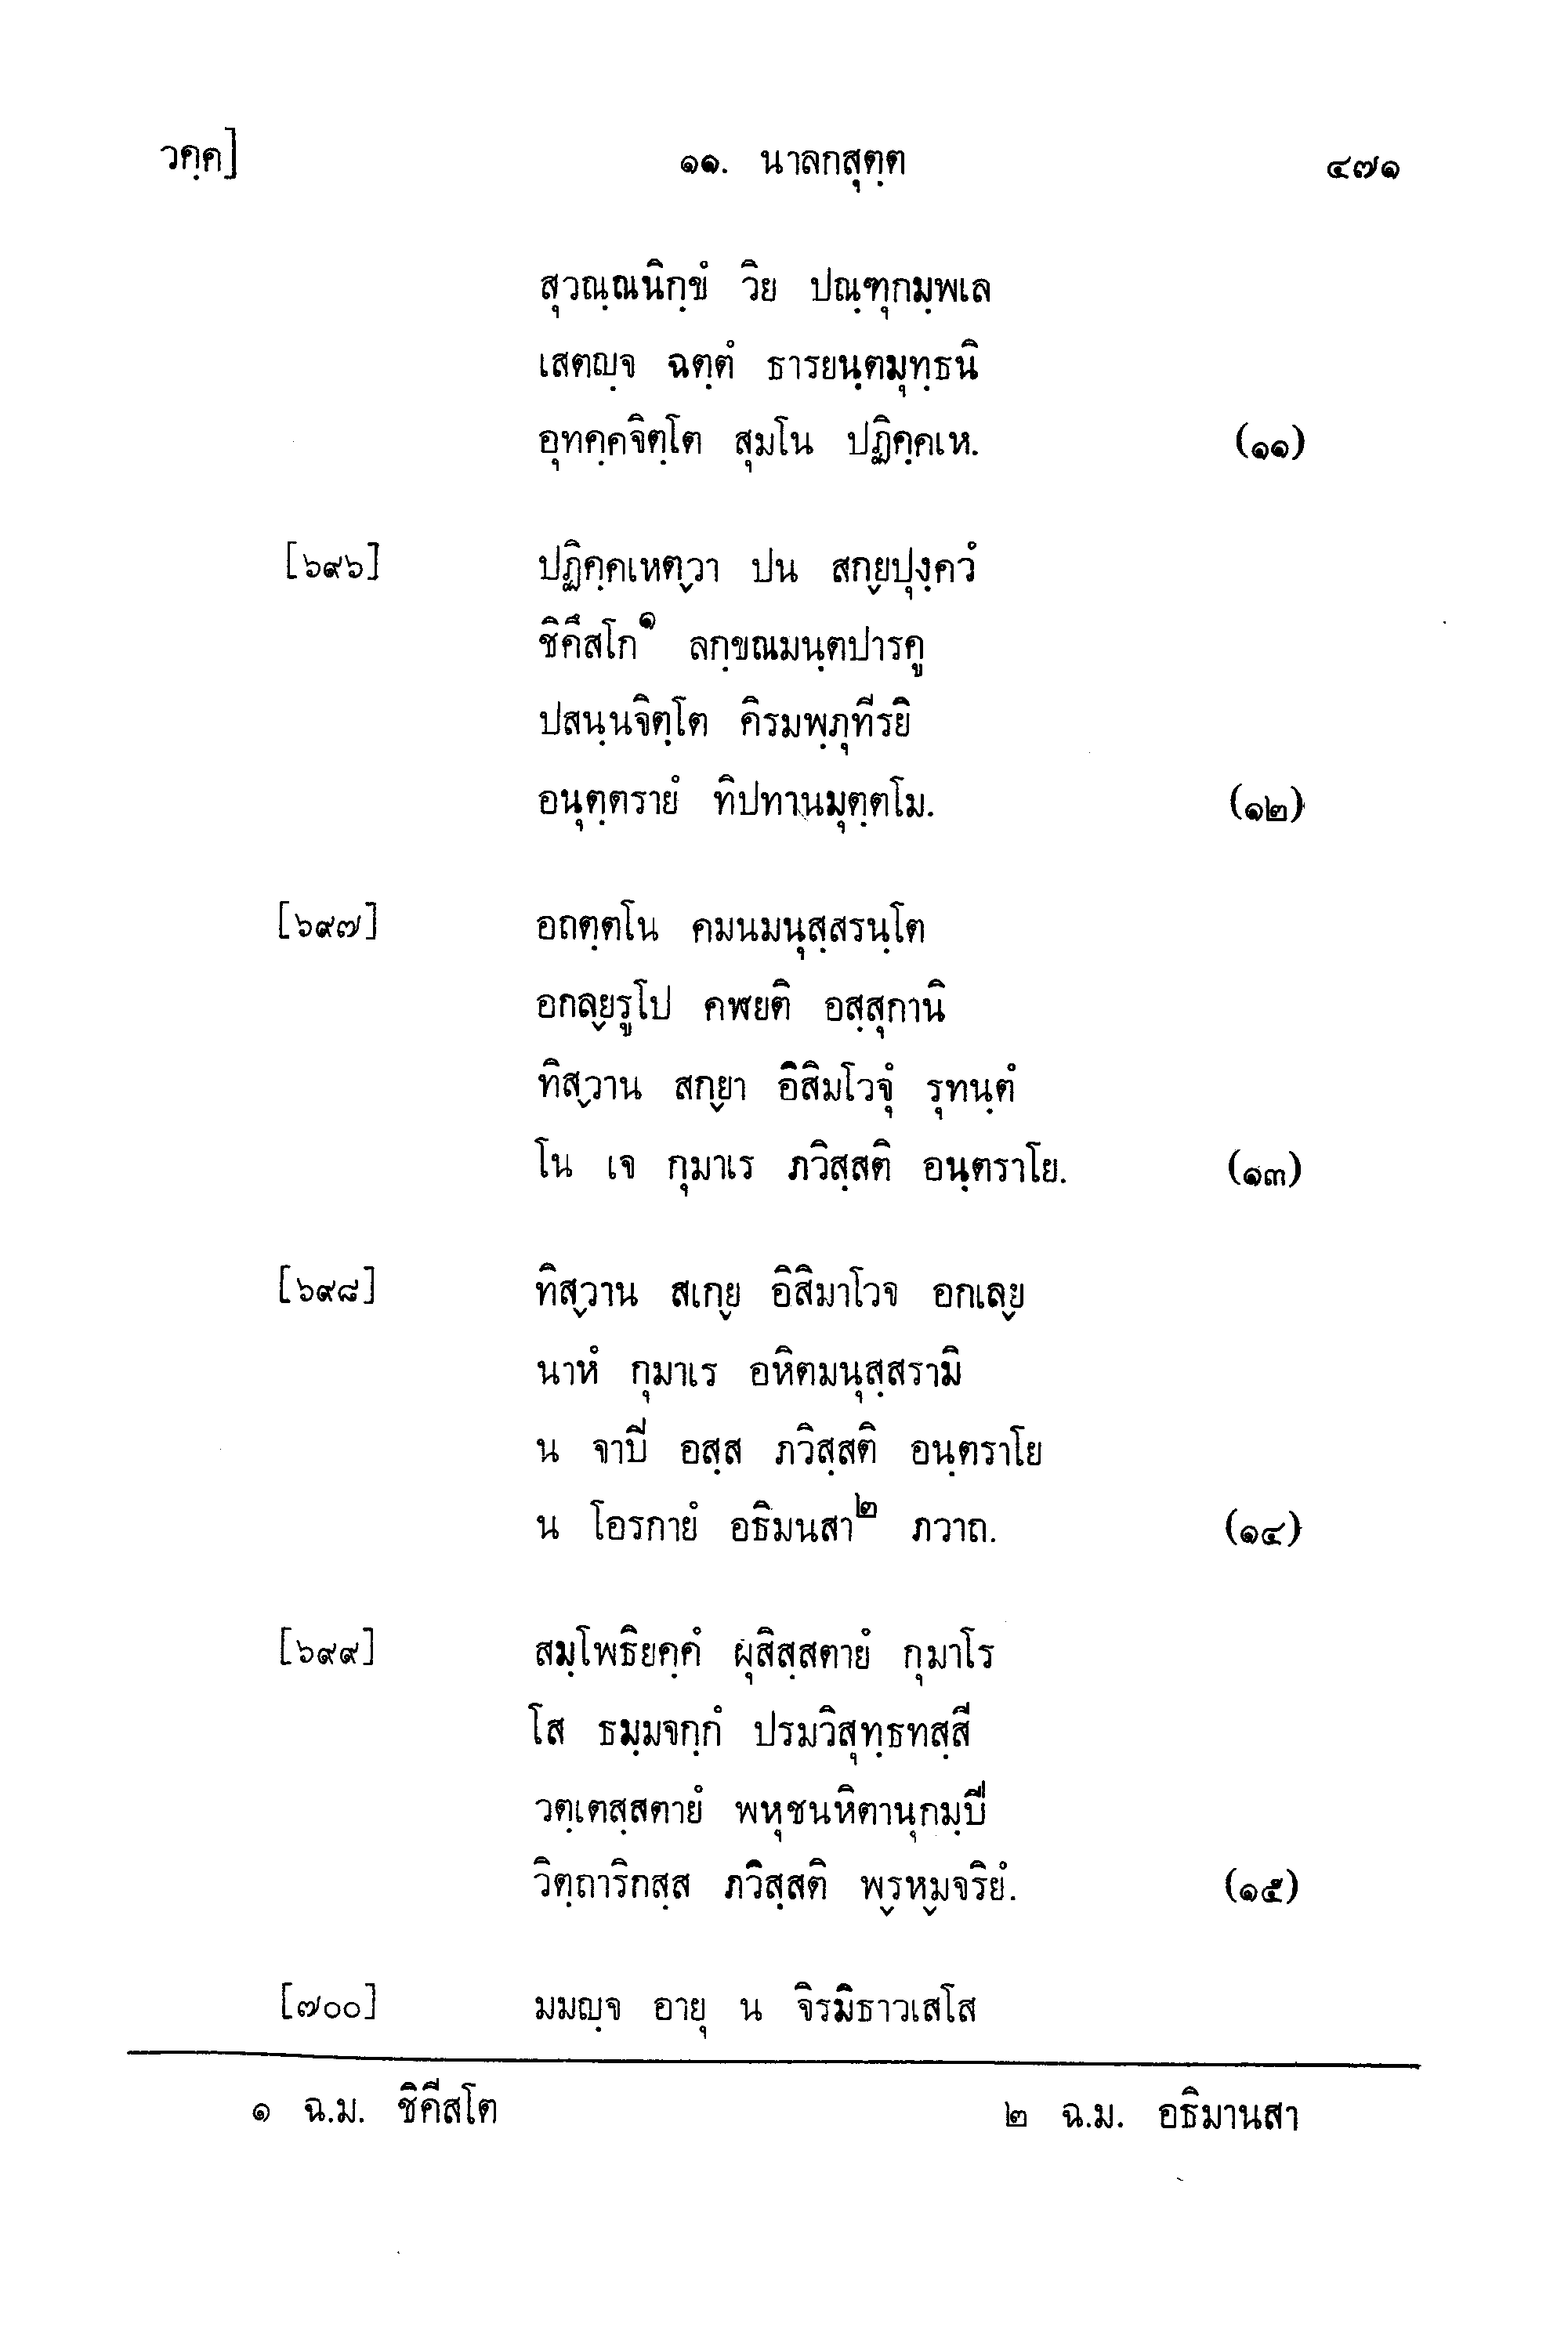 วคฺค] ๑๑. นาลกสุตฺต ๔๗๑
สุวณฺณนิกฺขํ วิย ปณฺฑุกมฺพเล
เสตญฺจ ฉตฺตํ ธารยนฺตมุทฺธนิ
อุทคฺคจิตฺโต สุมโน ปฏิคฺคเห. (๑๑)
[๖๙๖] ปฏิคฺคเหตฺวา ปน สกฺยปุงฺควํ
ชิคึสโก๑ ลกฺขณมนฺตปารคู
ปสนฺนจิตฺโต คิรมพฺภุทีรยิ
อนุตฺตรายํ ทิปทานมุตฺตโม. (๑๒)
[๖๙๗] อถตฺตโน คมนมนุสฺสรนฺโต
อกลฺยรูโป คฬยติ อสฺสุกานิ
ทิสฺวาน สกฺยา อิสิมโวจุํ รุทนฺตํ
โน เจ กุมาเร ภวิสฺสติ อนฺตราโย. (๑๓)
[๖๙๘] ทิสฺวาน สเกฺย อิสิมาโวจ อกเลฺย
นาหํ กุมาเร อหิตมนุสฺสรามิ
น จาปิ อสฺส ภวิสฺสติ อนฺตราโย
น โอรกายํ อธิมนสา๒ ภวาถ. (๑๔)
[๖๙๙] สมฺโพธิยคฺคํ ผุสิสฺสตายํ กุมาโร
โส ธมฺมจกฺกํ ปรมวิสุทฺธทสฺสี
วตฺเตสฺสตายํ พหุชนหิตานุกมฺปี
วิตฺถาริกสฺส ภวิสฺสติ พฺรหฺมจริยํ. (๑๕)
[๗๐๐] มมญฺจ อายุ น จิรมิธาวเสโส
๑ ฉ.ม. ชิคีสโต ๒ ฉ.ม. อธิมานสา